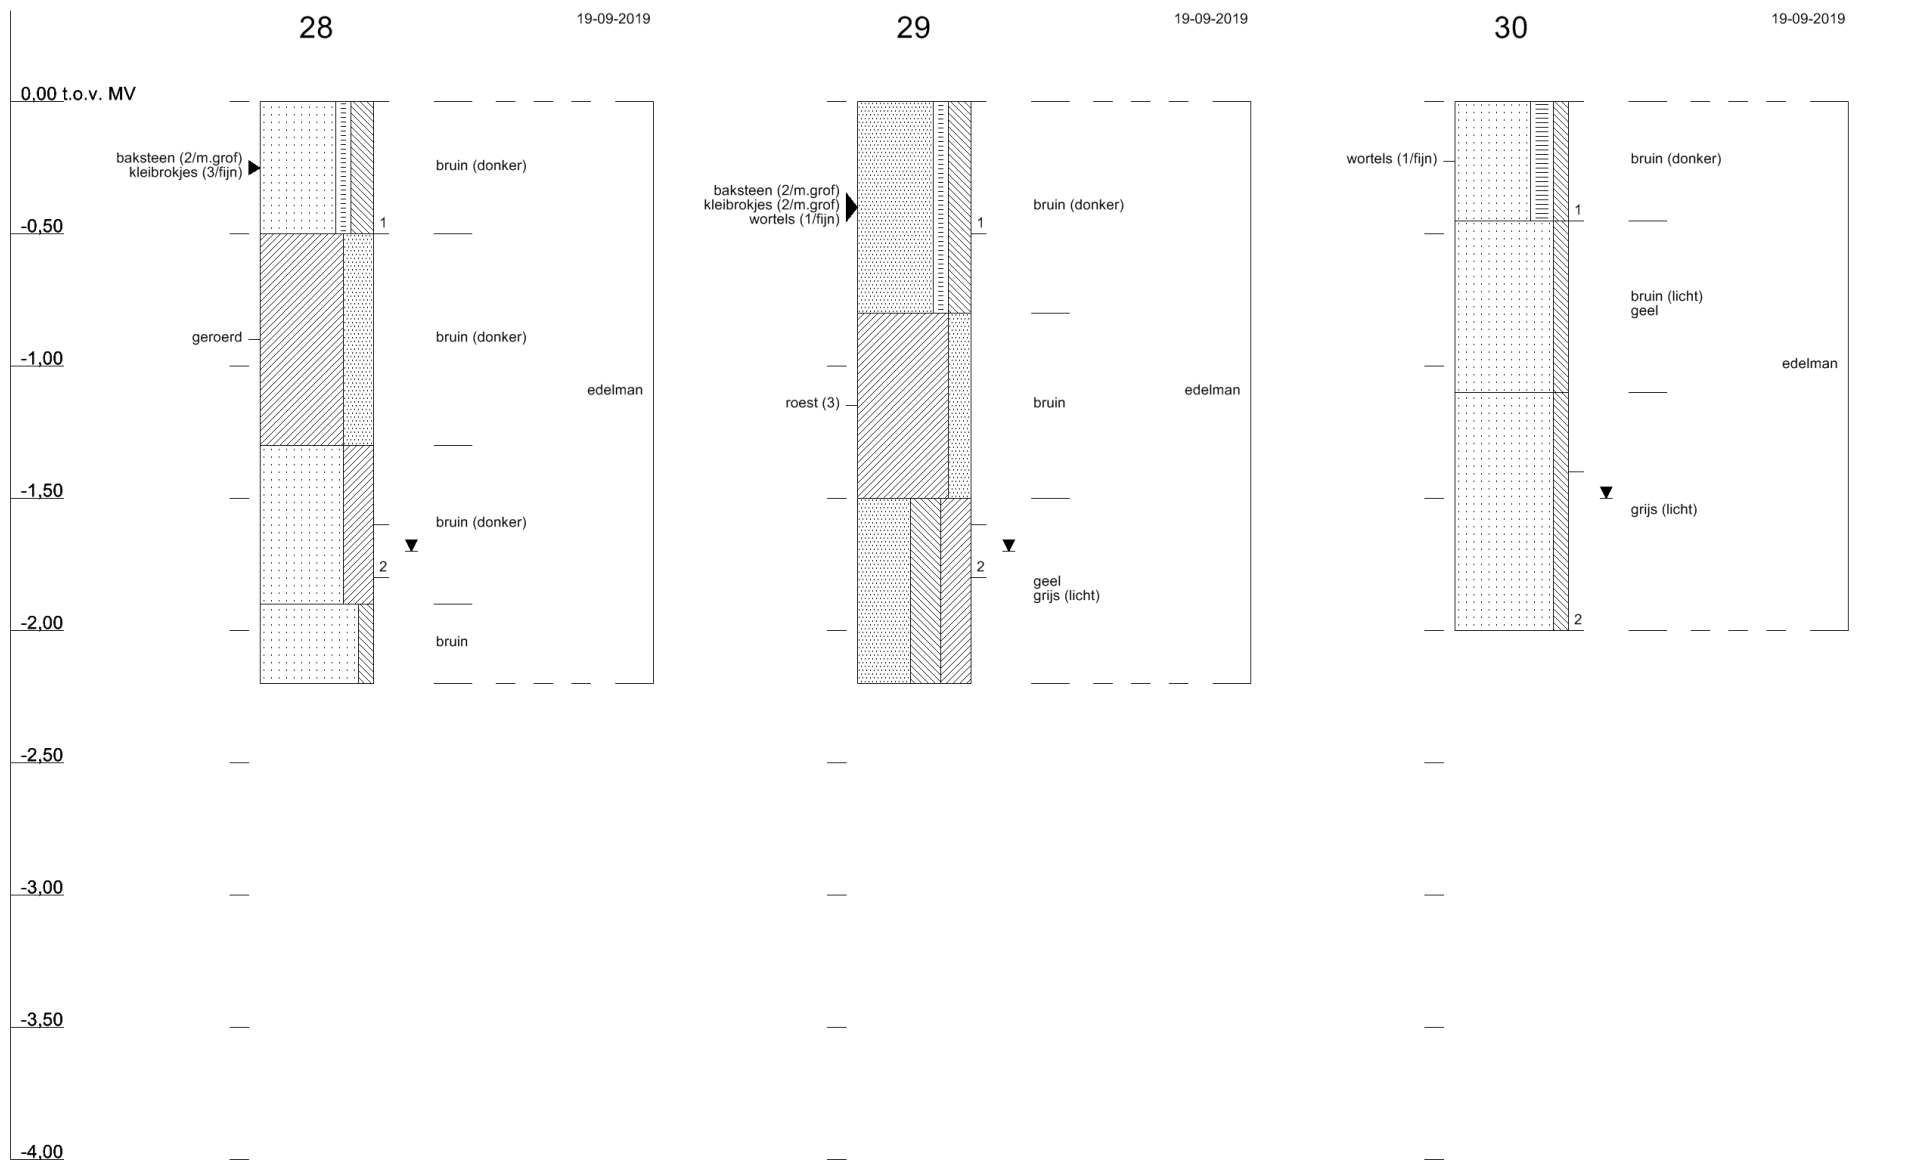 28
19-09-2019
29
19-09-2019
30
19-09-2019
0,00 t.o.v. MV
-0,50
-1,00
-1,50
-2,00
-2,50
-3,00
-3,50
-4,00
baksteen (2/m.grof)
kleibrokjes (3/fijn)
geroerd
1
2
bruin (donker)
bruin (donker)
bruin (donker)
bruin
edelman
baksteen (2/m.grof)
kleibrokjes (2/m.grof)
wortels (1/fijn)
roest (3)
1
2
bruin (donker)
bruin
geel
grijs (licht)
edelman
wortels (1/fijn)
1
2
bruin (donker)
bruin (licht)
geel
grijs (licht)
edelman